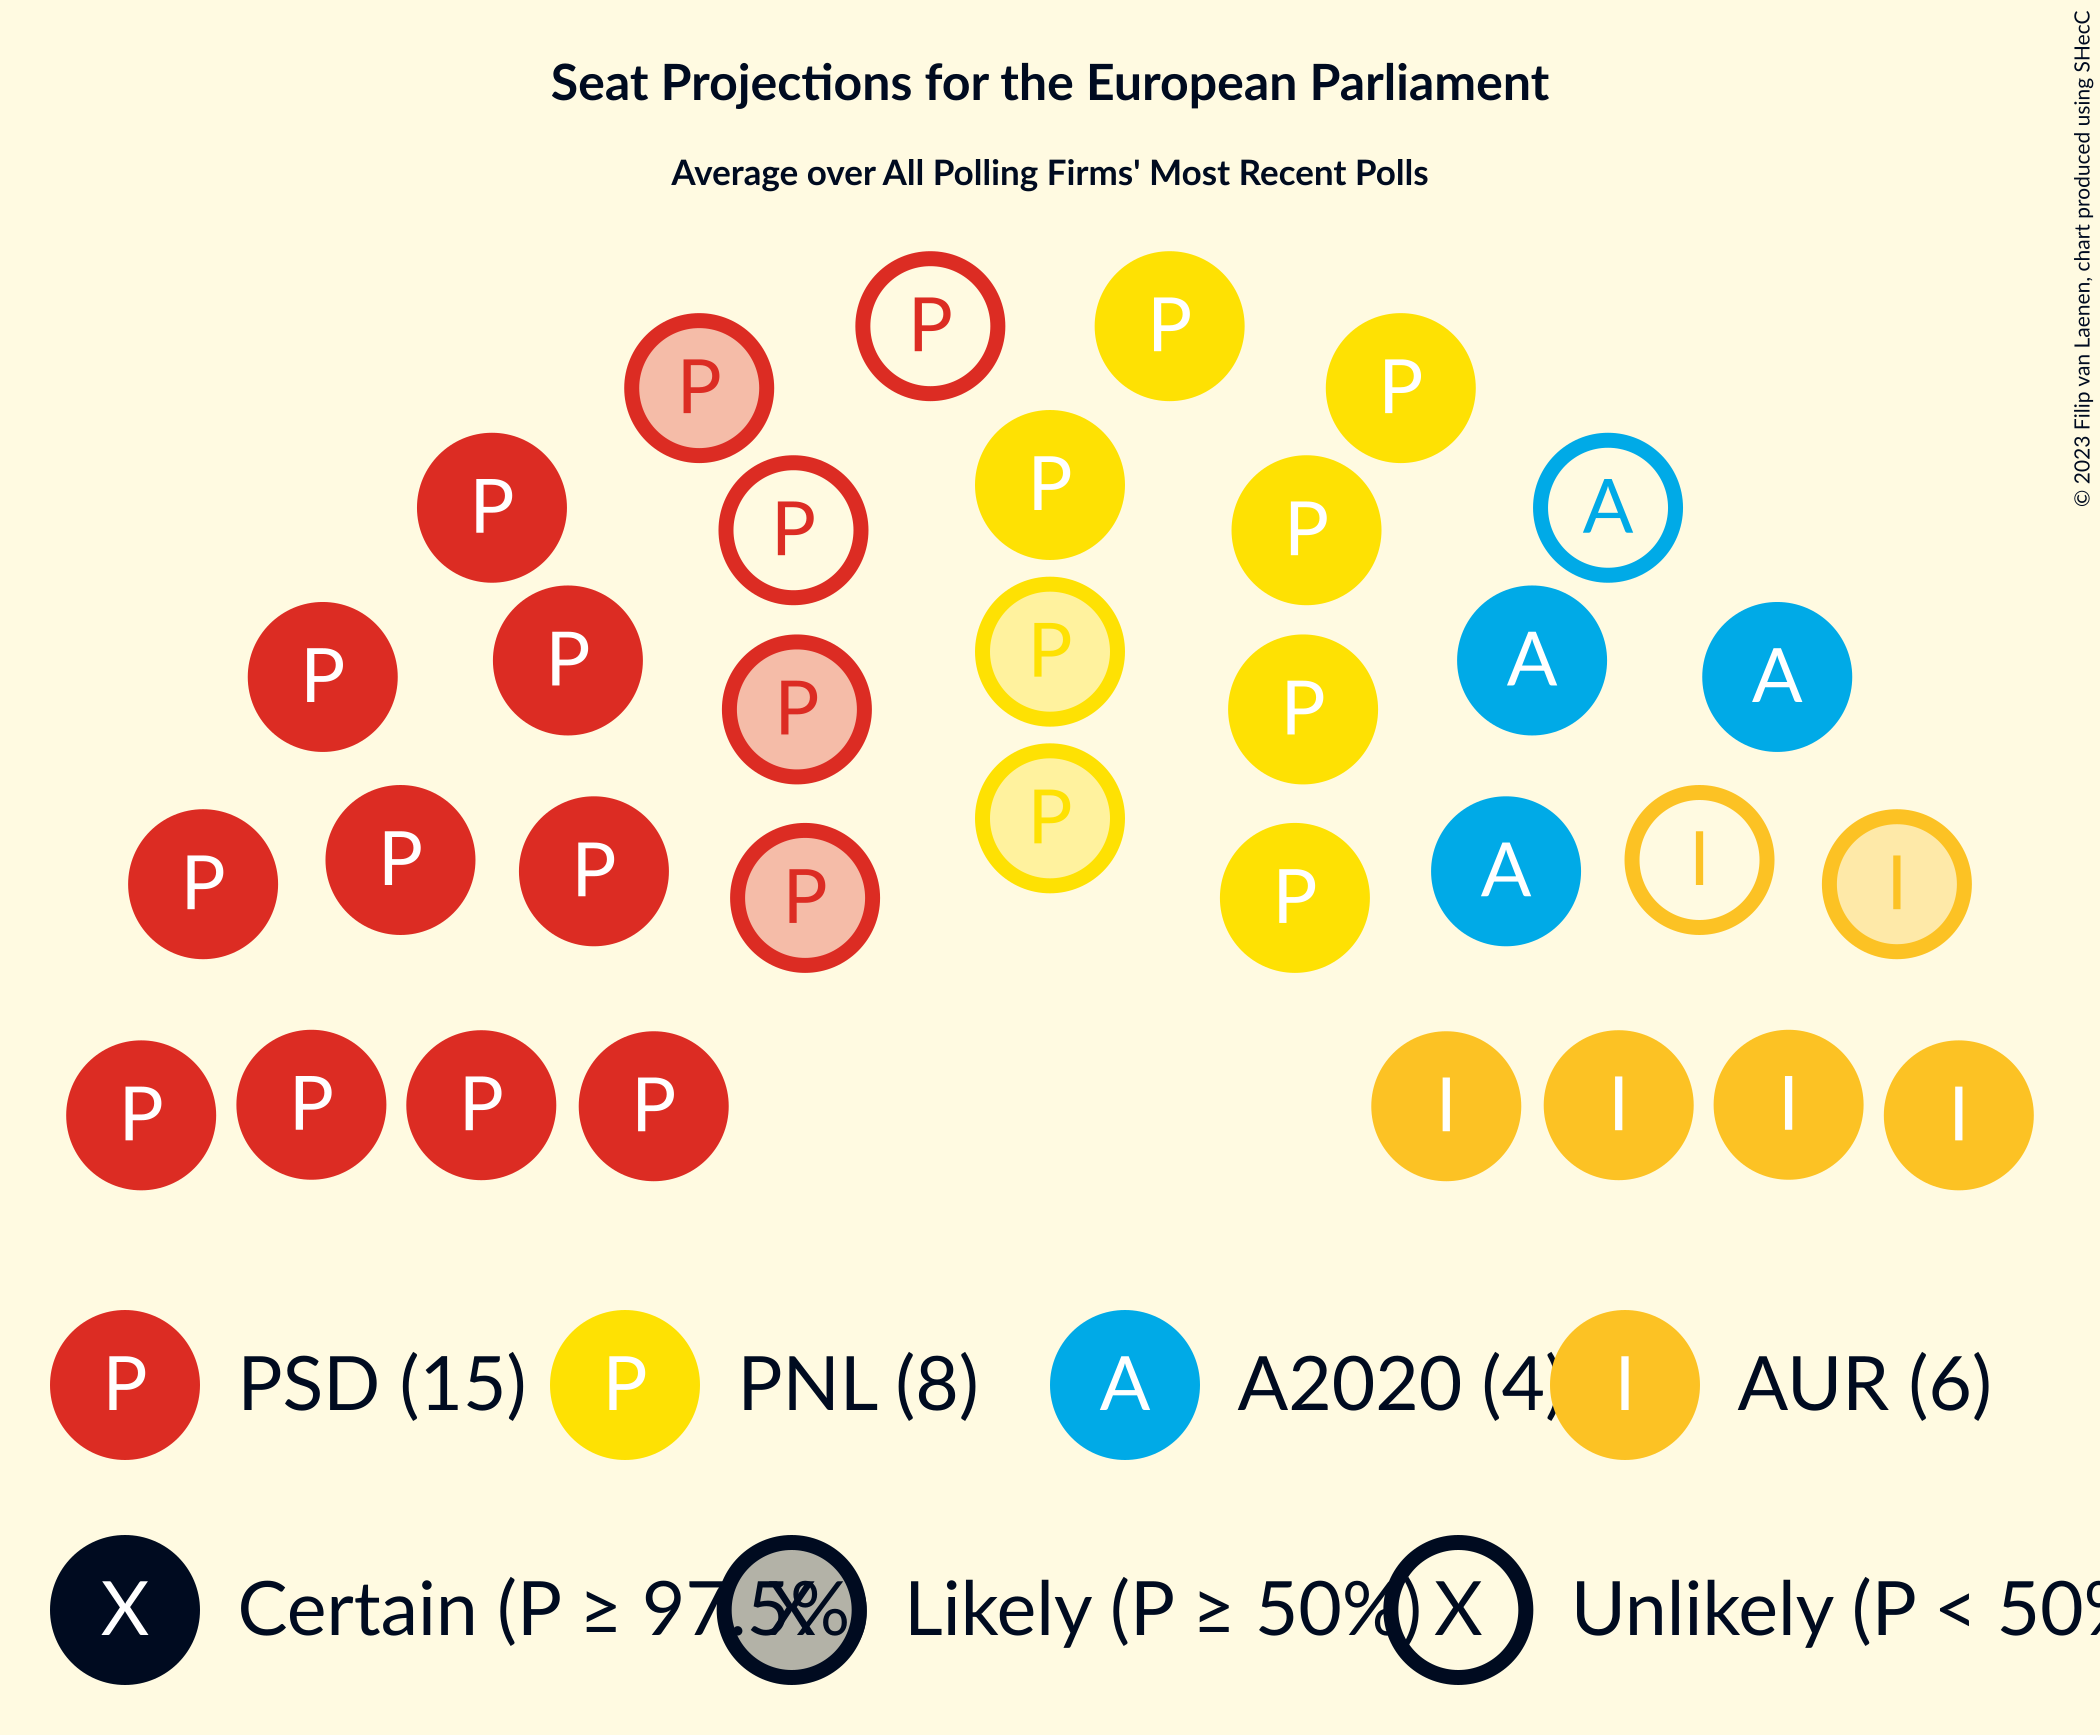 Seat Projections for the European Parliament
Average over All Polling Firms' Most Recent Polls
© 2023 Filip van Laenen, chart produced using SHecC
P P
P P
P A
P P P
P P A
P P P A
P P
P P P A I I
P P P
P P P P I I I I
P PSD (15) P PNL (8) A A2020 (4) I AUR (6)
X Certain (P ≥ 97.5% X Likely (P ≥ 50%) X Unlikely (P < 50%